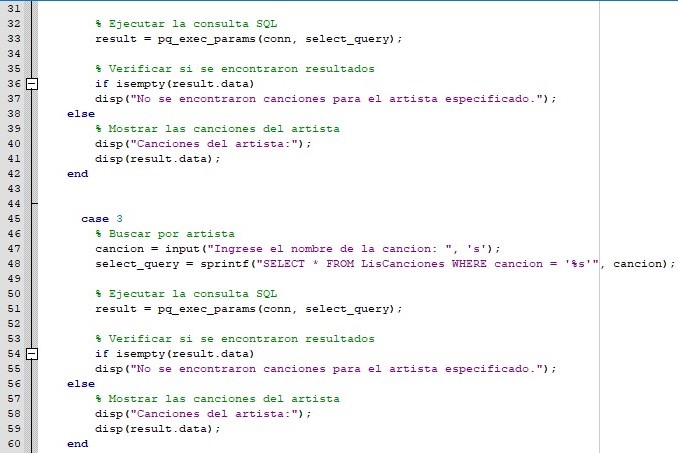 31
32 % Ejecutar la consulta SQL
33 result = pq_exec_params(conn, select_query);
34
35 % Verificar si se encontraron resultados
36 if isempty(result.data)
37 disp("No se encontraron canciones para el artista especificado.");
38 else
39 % Mostrar las canciones del artista
40 disp("Canciones del artista:");
41 disp(result.data);
42 end
43
44
45 case 3
46 % Buscar por artista
47 cancion = input("Ingrese el nombre de la cancion: ", 's');
48 select_query = sprintf("SELECT * FROM LisCanciones WHERE cancion = '%s'", cancion);
49
50 % Ejecutar la consulta SQL
51 result = pq_exec_params(conn, select_query);
52
53 % Verificar si se encontraron resultados
54 if isempty(result.data)
55 disp("No se encontraron canciones para el artista especificado.");
56 else
57 % Mostrar las canciones del artista
58 disp("Canciones del artista:");
59 disp(result.data);
60 end